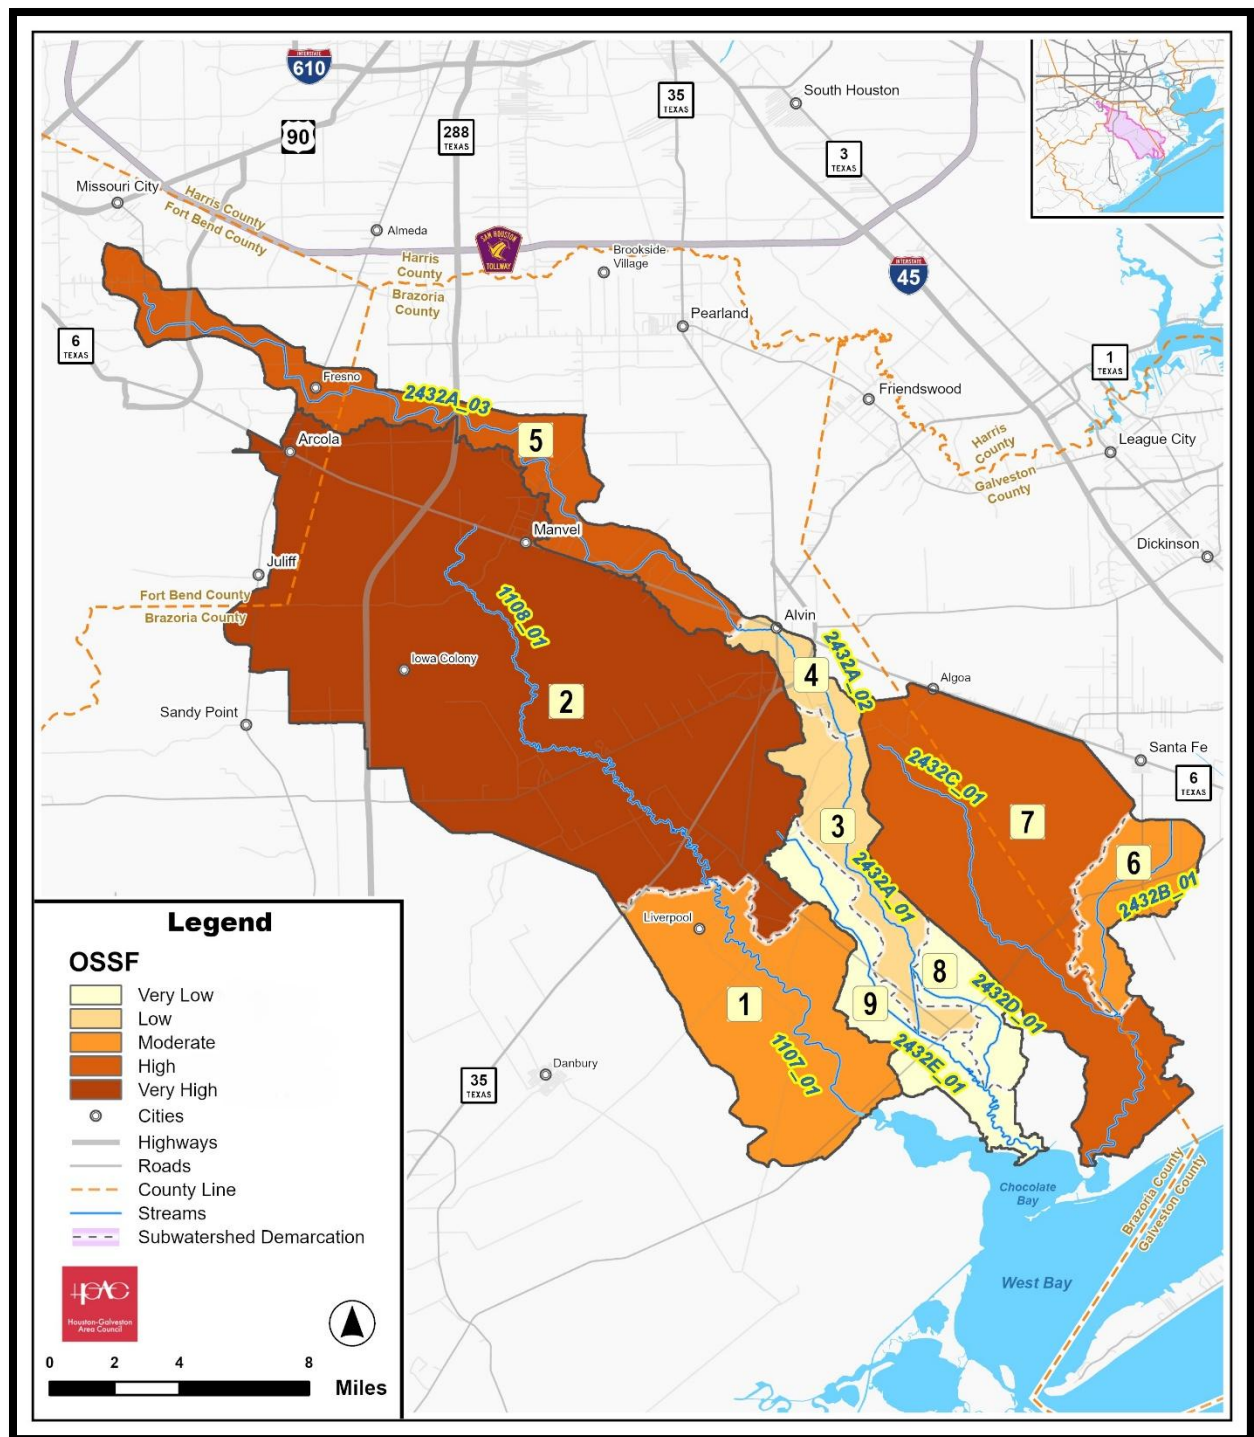 INTERSTATE
610
90
288
TEXAS
35
TEXAS
South Houston
3
TEXAS
Missouri City
Harris County
Fort Bend County
Almeda
SAM HOUSTON
TOLLWAY
Harris
County
Brazoria
County
Brookside
Village
INTERSTATE
45
Pearland
6
TEXAS
1
TEXAS
Friendswood
Fresno
2432A_03
Harris
County
Galveston
County
League City
Arcola
5
Manvel
Dickinson
Juliff
Fort Bend County
Brazoria County
1108_01
Alvin
2432A_02
Iowa Colony
4
Algoa
2
Sandy Point
Santa Fe
2432C_01
6
TEXAS
7
3
6
2432A_01
2432B_01
Liverpool
8
1
9
2432D_01
1107_01
2432E_01
Danbury
35
TEXAS
Chocolate
Bay
Brazoria County
Galveston County
West Bay
Legend
OSSF
Very Low
Low
Moderate
High
Very High
Cities
Highways
Roads
County Line
Streams
Subwatershed Demarcation
HGAC
Houston-Galveston
Area Council
0 2 4 8
Miles